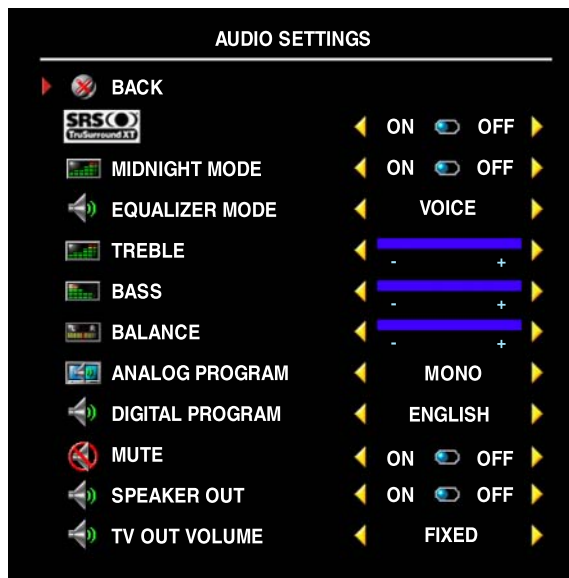 AUDIO SETTINGS
BACK
SRS(O)
TruSurround XT
ON OFF
MIDNIGHT MODE ON OFF
EQUALIZER MODE VOICE
TREBLE
- +
BASS
- +
BALANCE
- +
ANALOG PROGRAM MONO
DIGITAL PROGRAM ENGLISH
MUTE ON OFF
SPEAKER OUT ON OFF
TV OUT VOLUME FIXED